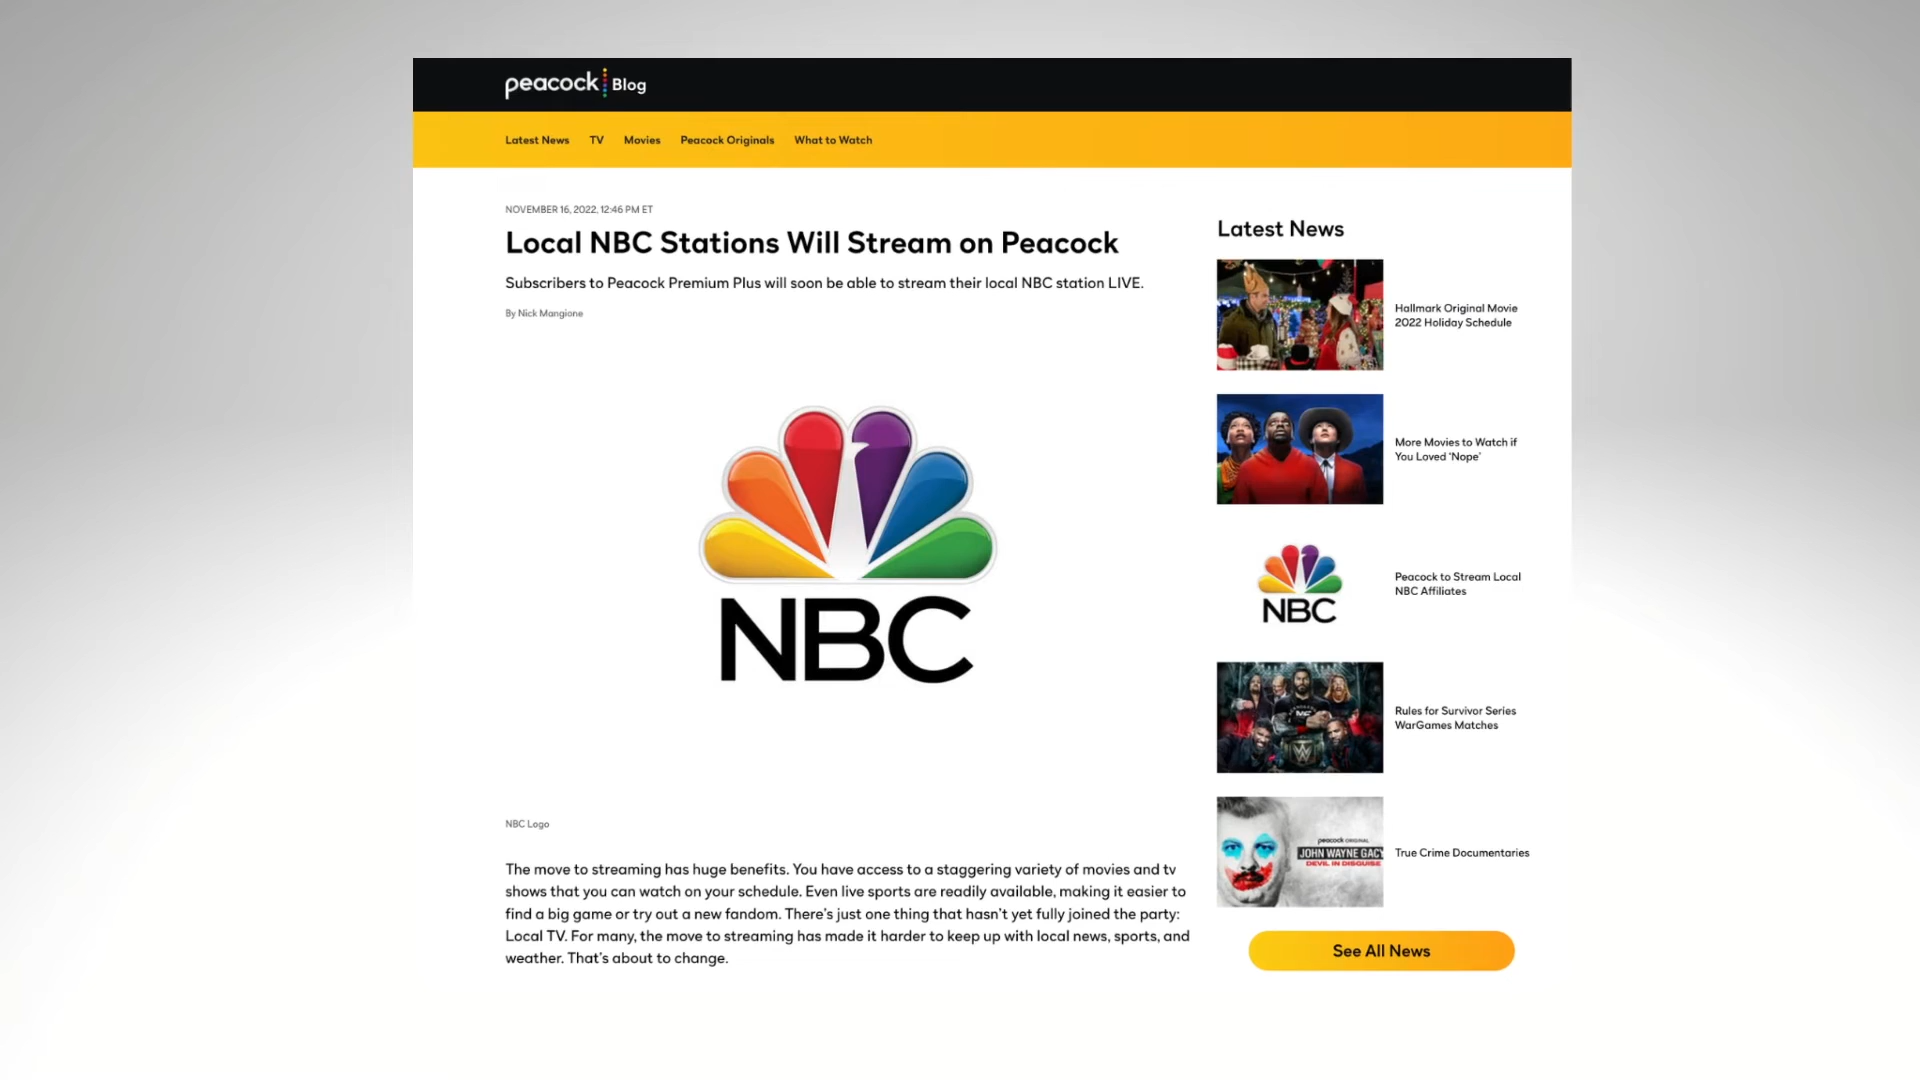 peacock Blog
Latest News TV Movies Peacock Originals What to Watch
NOVEMBER 16, 2022, 12:46 PM ET
Local NBC Stations Will Stream on Peacock
Subscribers to Peacock Premium Plus will soon be able to stream their local NBC station LIVE.
By Nick Mangione
NBC
NBC Logo
The move to streaming has huge benefits. You have access to a staggering variety of movies and tv
shows that you can watch on your schedule. Even live sports are readily available, making it easier to
find a big game or try out a new fandom. There's just one thing that hasn't yet fully joined the party:
Local TV. For many, the move to streaming has made it harder to keep up with local news, sports, and
weather. That's about to change.
Latest News
Hallmark Original Movie
2022 Holiday Schedule
More Movies to Watch if
You Loved ‘Nope’
NBC
Peacock to Stream Local
NBC Affiliates
Rules for Survivor Series
WarGames Matches
peacock ORIGINAL
JOHN WAYNE GACY
DEVIL IN DISGUISE
True Crime Documentaries
See All News